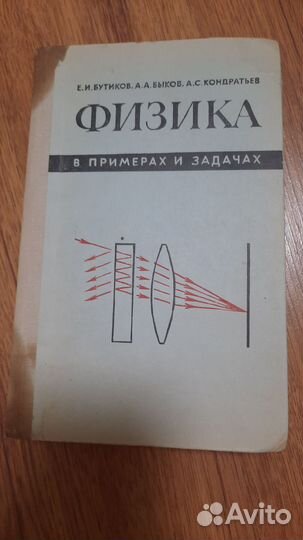 Е.И.БУТИКОВ, А.А.БЫКОВ, А.С.КОНДРАТЬЕВ
ФИЗИКА
В ПРИМЕРАХ И ЗАДАЧАХ
Avito